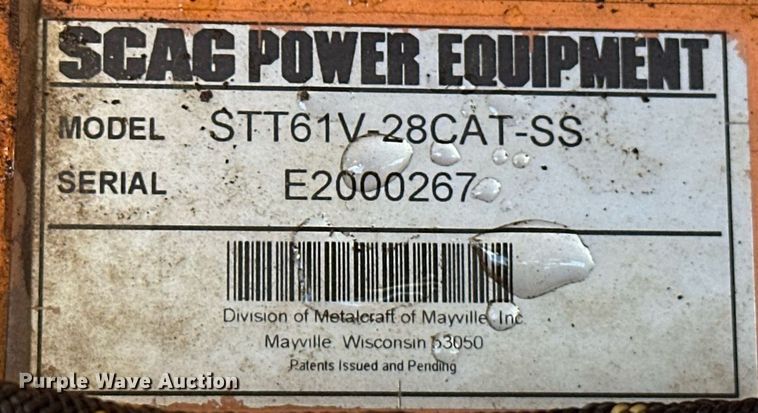 SCAG POWER EQUIPMENT
MODEL STT61V-28CAT-SS
SERIAL E2000267
Division of Metalcraft of Mayville, Inc.
Mayville, Wisconsin 53050
Patents Issued and Pending
Purple Wave Auction